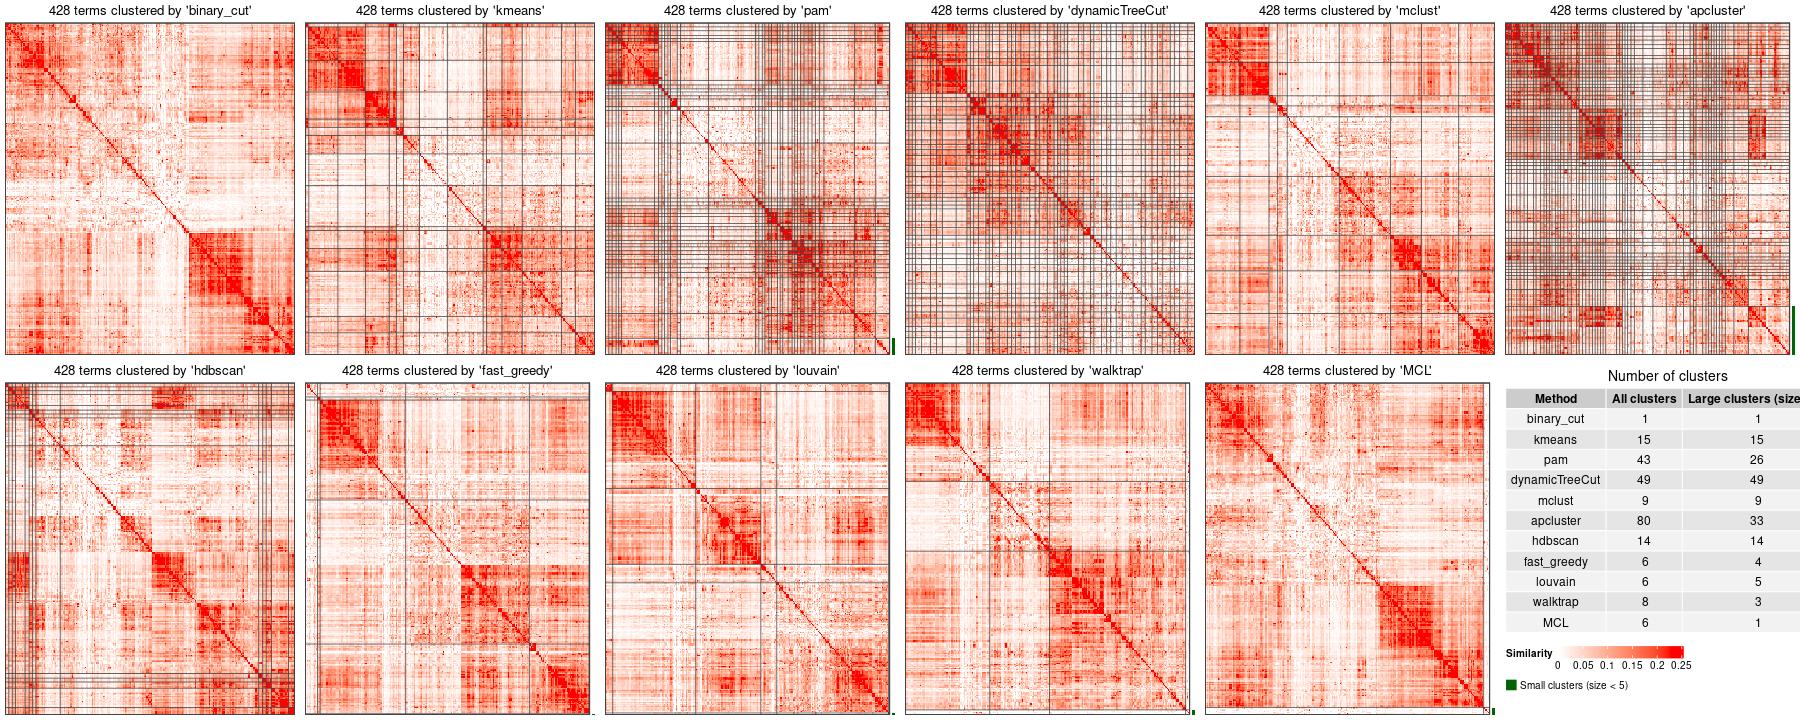 428 terms clustered by 'binary_cut'
428 terms clustered by 'kmeans'
428 terms clustered by 'pam'
428 terms clustered by 'dynamicTreeCut'
428 terms clustered by 'mclust'
428 terms clustered by 'apcluster'
428 terms clustered by 'hdbscan'
428 terms clustered by 'fast_greedy'
428 terms clustered by 'louvain'
428 terms clustered by 'walktrap'
428 terms clustered by 'MCL'
Number of clusters
Method All clusters Large clusters (size
binary_cut 1 1
kmeans 15 15
pam 43 26
dynamicTreeCut 49 49
mclust 9 9
apcluster 80 33
hdbscan 14 14
fast_greedy 6 4
louvain 6 5
walktrap 8 3
MCL 6 1
Similarity
0 0.05 0.1 0.15 0.2 0.25
Small clusters (size < 5)